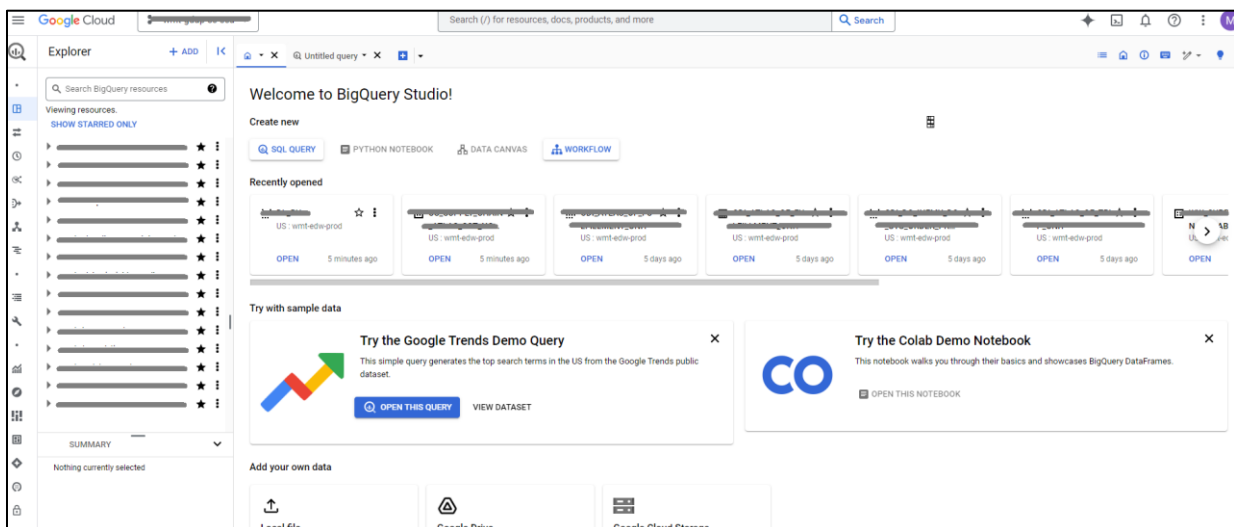 Google Cloud
Search (/) for resources, docs, products, and more
Search
M
Explorer
+ ADD
Untitled query
Search BigQuery resources
Viewing resources.
SHOW STARRED ONLY
Welcome to BigQuery Studio!
Create new
SQL QUERY
PYTHON NOTEBOOK
DATA CANVAS
WORKFLOW
Recently opened
US : wmt-edw-prod
US : wmt-edw-prod
US : wmt-edw-prod
US : wmt-edw-prod
US : wmt-edw-prod
US : wmt-edw-prod
OPEN 5 minutes ago
OPEN 5 minutes ago
OPEN 5 days ago
OPEN 5 days ago
OPEN 5 days ago
OPEN 5 days ago
OPEN
Try with sample data
Try the Google Trends Demo Query
This simple query generates the top search terms in the US from the Google Trends public
dataset.
OPEN THIS QUERY
VIEW DATASET
Try the Colab Demo Notebook
This notebook walks you through their basics and showcases BigQuery DataFrames.
OPEN THIS NOTEBOOK
SUMMARY
Nothing currently selected
Add your own data
Local file
Google Drive
Google Cloud Storage